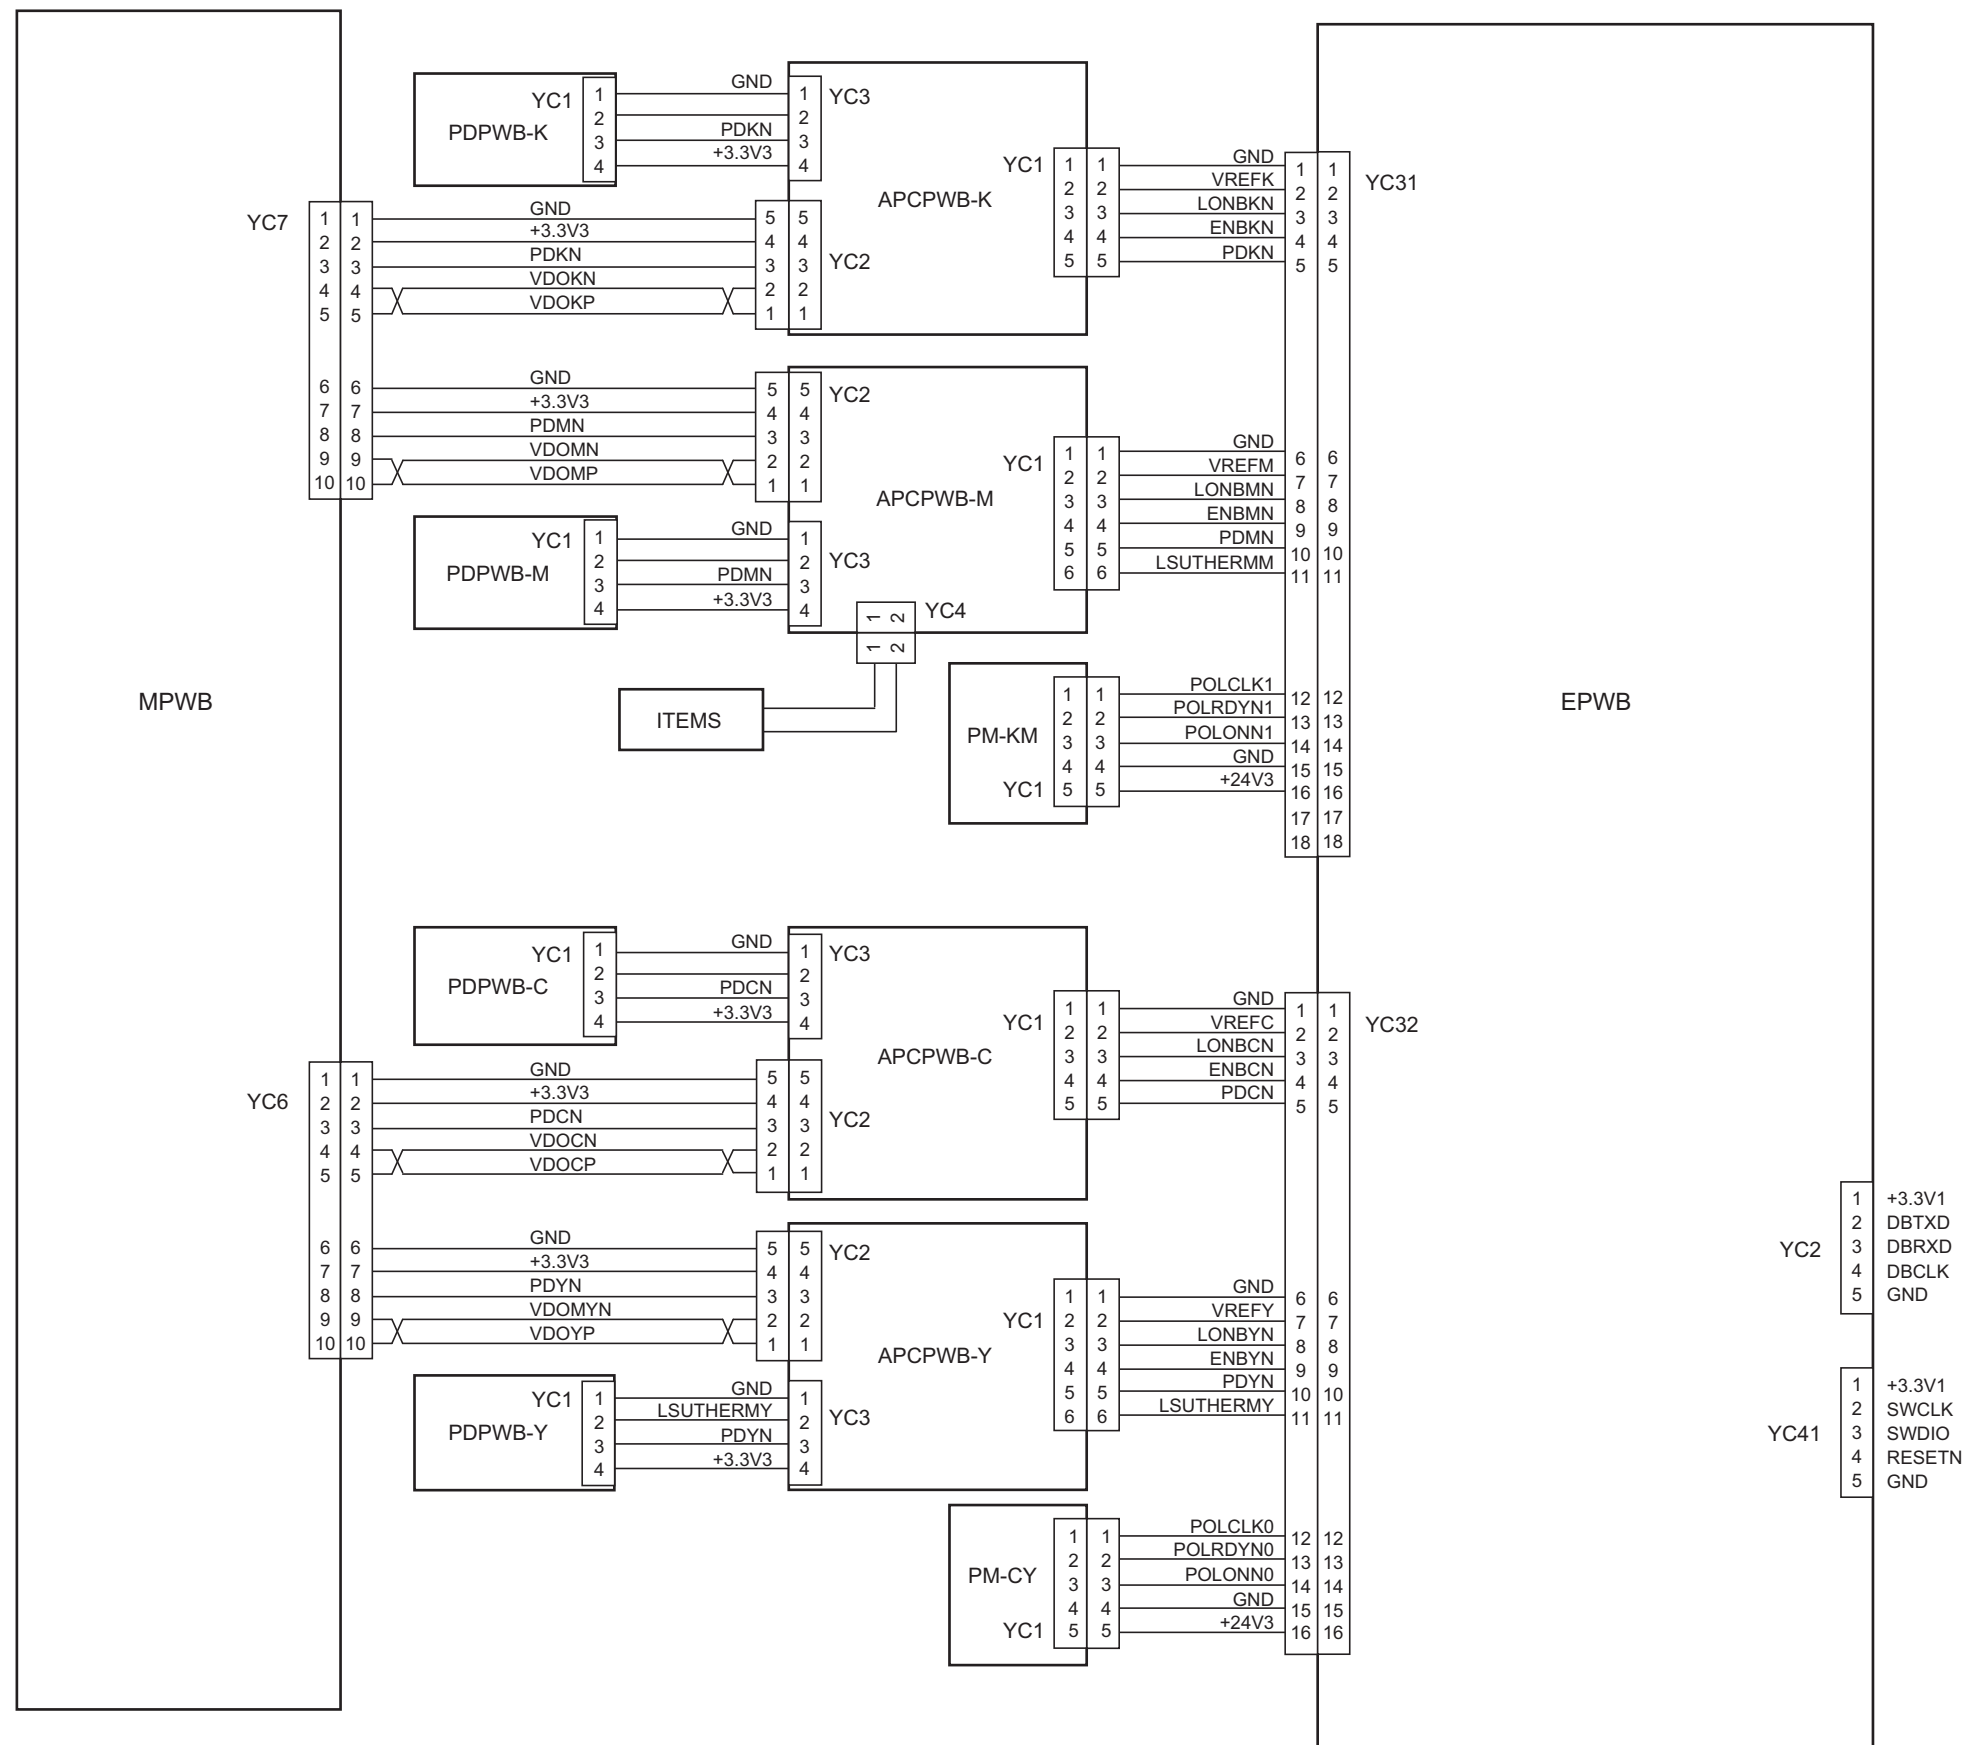 MPWB
EPWB
YC1
PDPWB-K
1
2
3
4
GND
PDKN
+3.3V3
1
2
3
4
YC3
APCPWB-K
YC7
1 1
2 2
3 3
4 4
5 5
GND
+3.3V3
PDKN
VDOKN
VDOKP
5 5
4 4
3 3
2 2
1 1
YC2
YC1
1 1
2 2
3 3
4 4
5 5
GND
VREFK
LONBKN
ENBKN
PDKN
1 1
2 2
3 3
4 4
5 5
YC31
6 6
7 7
8 8
9 9
10 10
GND
+3.3V3
PDMN
VDOMN
VDOMP
5 5
4 4
3 3
2 2
1 1
YC2
APCPWB-M
YC1
1 1
2 2
3 3
4 4
5 5
6 6
GND
VREFM
LONBMN
ENBMN
PDMN
LSUTHERMM
6 6
7 7
8 8
9 9
10 10
11 11
YC1
PDPWB-M
1
2
3
4
GND
PDMN
+3.3V3
1
2
3
4
YC3
1 2
1 2
YC4
ITEMS
PM-KM
YC1
1 1
2 2
3 3
4 4
5 5
POLCLK1
POLRDYN1
POLONN1
GND
+24V3
12 12
13 13
14 14
15 15
16 16
17 17
18 18
YC1
PDPWB-C
1
2
3
4
GND
PDCN
+3.3V3
1
2
3
4
YC3
APCPWB-C
YC6
1 1
2 2
3 3
4 4
5 5
GND
+3.3V3
PDCN
VDOCN
VDOCP
5 5
4 4
3 3
2 2
1 1
YC2
YC1
1 1
2 2
3 3
4 4
5 5
GND
VREFC
LONBCN
ENBCN
PDCN
1 1
2 2
3 3
4 4
5 5
YC32
6 6
7 7
8 8
9 9
10 10
GND
+3.3V3
PDYN
VDOMYN
VDOYP
5 5
4 4
3 3
2 2
1 1
YC2
APCPWB-Y
YC1
1 1
2 2
3 3
4 4
5 5
6 6
GND
VREFY
LONBYN
ENBYN
PDYN
LSUTHERMY
6 6
7 7
8 8
9 9
10 10
11 11
YC1
PDPWB-Y
1
2
3
4
GND
LSUTHERMY
PDYN
+3.3V3
1
2
3
4
YC3
PM-CY
YC1
1 1
2 2
3 3
4 4
5 5
POLCLK0
POLRDYN0
POLONN0
GND
+24V3
12 12
13 13
14 14
15 15
16 16
YC2
1 +3.3V1
2 DBTXD
3 DBRXD
4 DBCLK
5 GND
YC41
1 +3.3V1
2 SWCLK
3 SWDIO
4 RESETN
5 GND